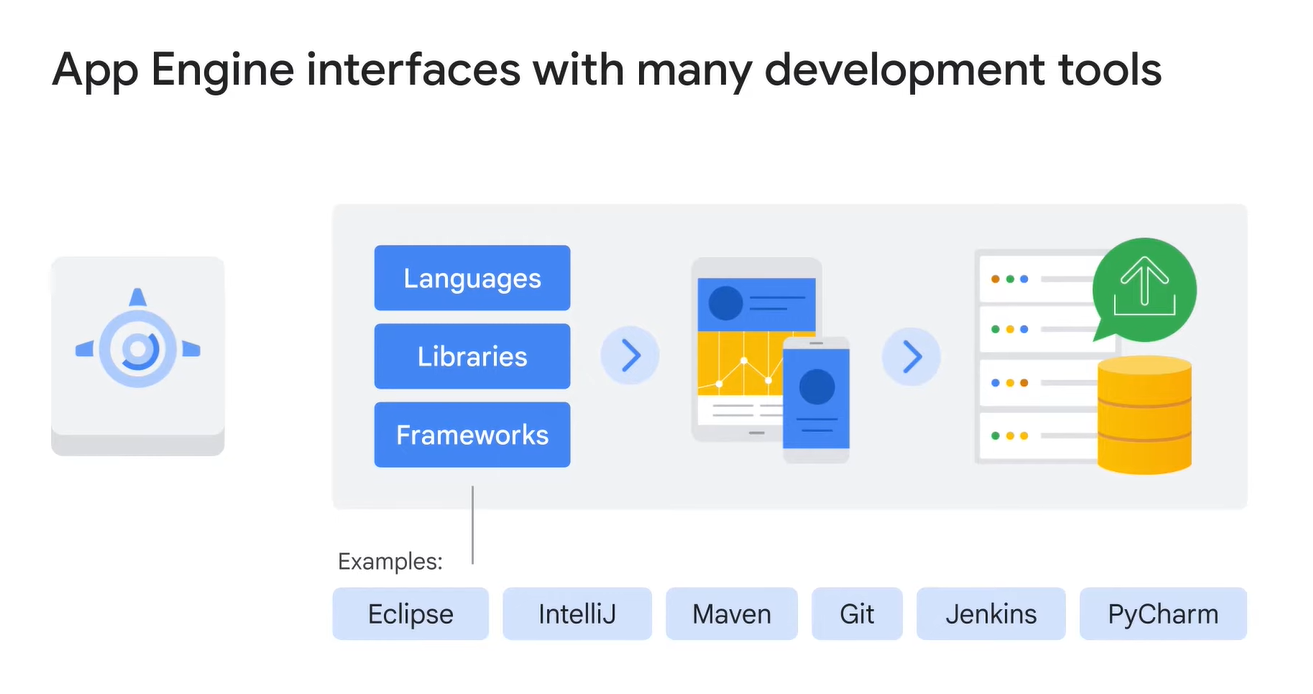 App Engine interfaces with many development tools
Languages
Libraries
Frameworks
Examples:
Eclipse
IntelliJ
Maven
Git
Jenkins
PyCharm